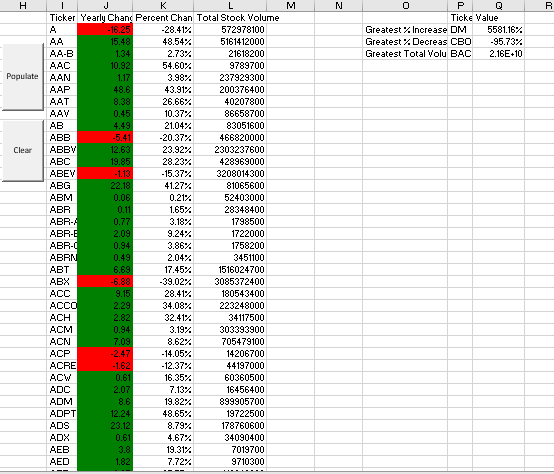 H I J K L M N O P Q R
Ticker Yearly Chang Percent Chan Total Stock Volume Ticke Value
A -16.25 -28.41% 572978100 Greatest % Increase DM 5581.16%
AA 15.48 48.54% 5161412000 Greatest % Decreas CBO -95.73%
AA-B 1.34 2.73% 21618200 Greatest Total Volu BAC 2.16E+10
AAC 10.92 54.60% 9789700
AAN 1.17 3.98% 237929300
Populate
AAP 48.6 43.91% 200376400
AAT 8.38 26.66% 40207800
AAV 0.45 10.37% 86658700
AB 4.49 21.04% 83051600
ABB -5.41 -20.37% 466820000
ABBV 12.63 23.92% 2303237600
Clear
ABC 19.85 28.23% 428969000
ABEV -1.13 -15.37% 3208014300
ABG 22.18 41.27% 81065600
ABM 0.06 0.21% 52403000
ABR 0.11 1.65% 28348400
ABR-A 0.77 3.18% 1798500
ABR-B 2.09 9.24% 1722000
ABR-C 0.94 3.86% 1758200
ABRN 0.49 2.04% 3451100
ABT 6.69 17.45% 1516024700
ABX -6.88 -39.02% 3085372400
ACC 9.15 28.41% 180543400
ACCO 2.29 34.08% 223248000
ACH 2.82 32.41% 34117500
ACM 0.94 3.19% 303393900
ACN 7.09 8.62% 705479100
ACP -2.47 -14.05% 14206700
ACRE -1.62 -12.37% 44197000
ACW 0.81 16.35% 60360500
ADC 2.07 7.13% 16456400
ADM 8.6 19.82% 899905700
ADPT 12.24 48.65% 19722500
ADS 23.12 8.79% 178760600
ADX 0.61 4.67% 34090400
AEB 3.8 19.31% 7019700
AED 1.82 7.72% 9710300